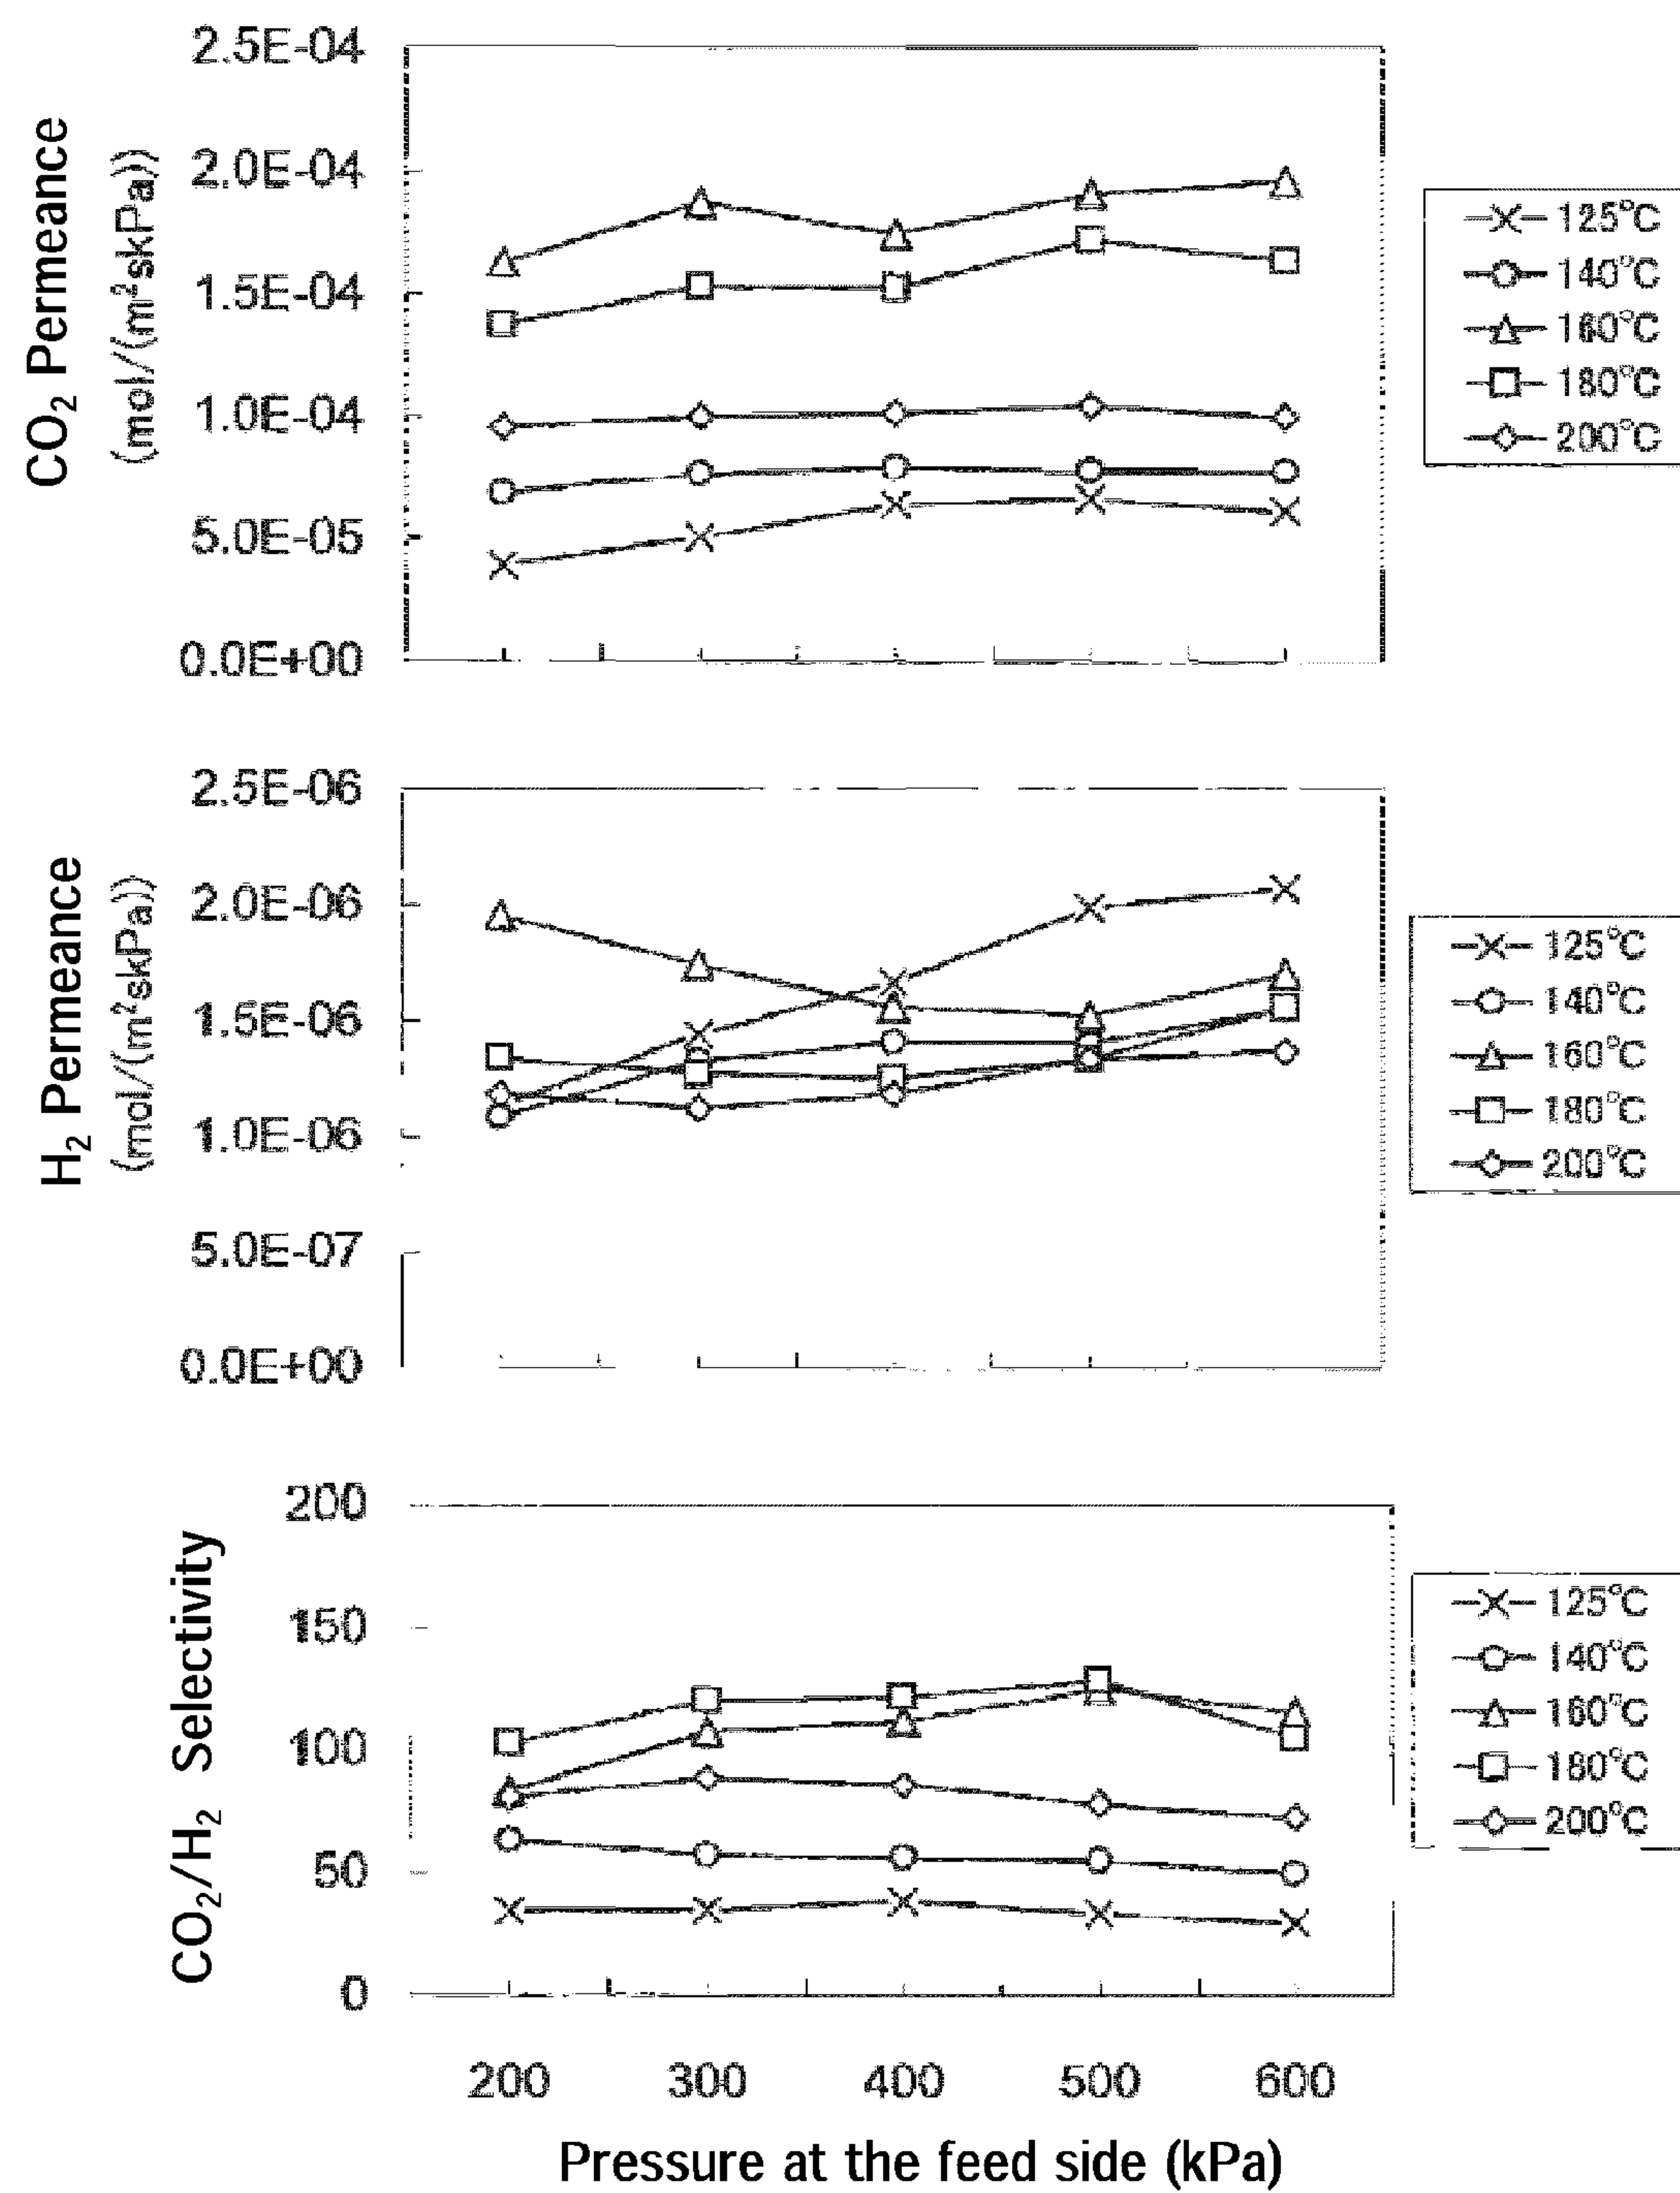 CO₂ Permeance
(mol/(m²skPa))
2.5E-04
2.0E-04
1.5E-04
1.0E-04
5.0E-05
0.0E+00
125°C
140°C
160°C
180°C
200°C
H₂ Permeance
(mol/(m²skPa))
2.5E-06
2.0E-06
1.5E-06
1.0E-06
5.0E-07
0.0E+00
125°C
140°C
160°C
180°C
200°C
CO₂/H₂ Selectivity
200
150
100
50
0
125°C
140°C
160°C
180°C
200°C
200 300 400 500 600
Pressure at the feed side (kPa)